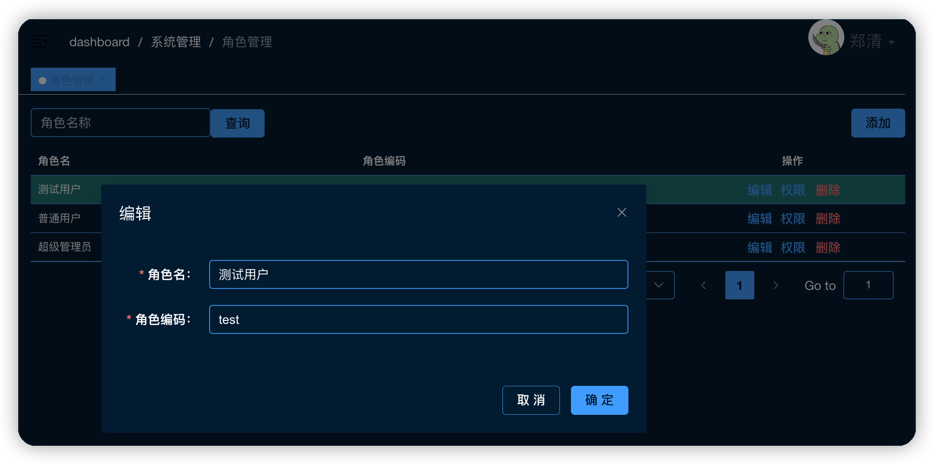 dashboard / 系统管理 / 角色管理
郑清
角色管理
角色名称
查询
添加
角色名 角色编码 操作
测试用户 编辑 权限 删除
普通用户 编辑 权限 删除
超级管理员 编辑 权限 删除
1 Go to 1
编辑
* 角色名： 测试用户
* 角色编码： test
取 消 确 定